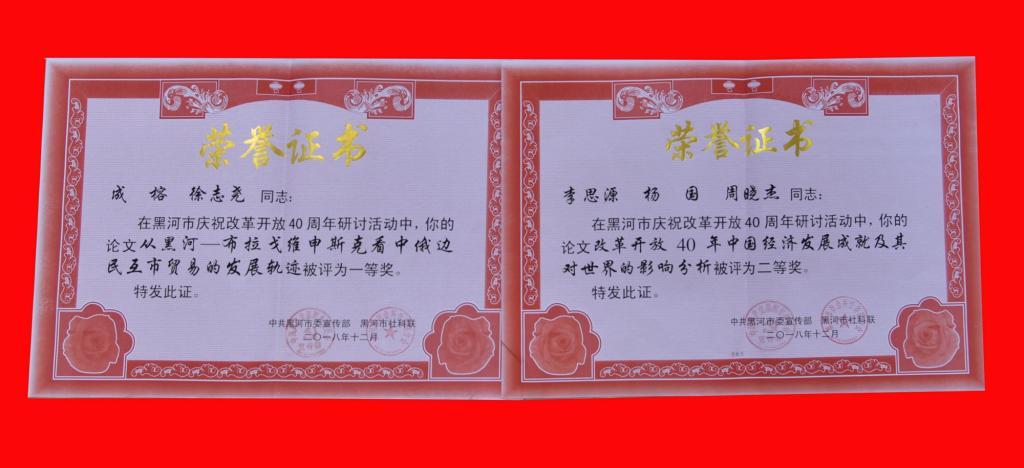 荣誉证书
成 榕 徐志尧 同志：
在黑河市庆祝改革开放40周年研讨活动中，你的
论文从黑河—布拉戈维申斯克看中俄边
民互市贸易的发展轨迹被评为一等奖。
特发此证。
中共黑河市委宣传部 黑河市社科联
二〇一八年十二月
荣誉证书
李思源 杨 国 周晓杰同志：
在黑河市庆祝改革开放40周年研讨活动中，你的
论文改革开放 40 年中国经济发展成就及其
对世界的影响分析被评为二等奖。
特发此证。
中共黑河市委宣传部 黑河市社科联
二〇一八年十二月